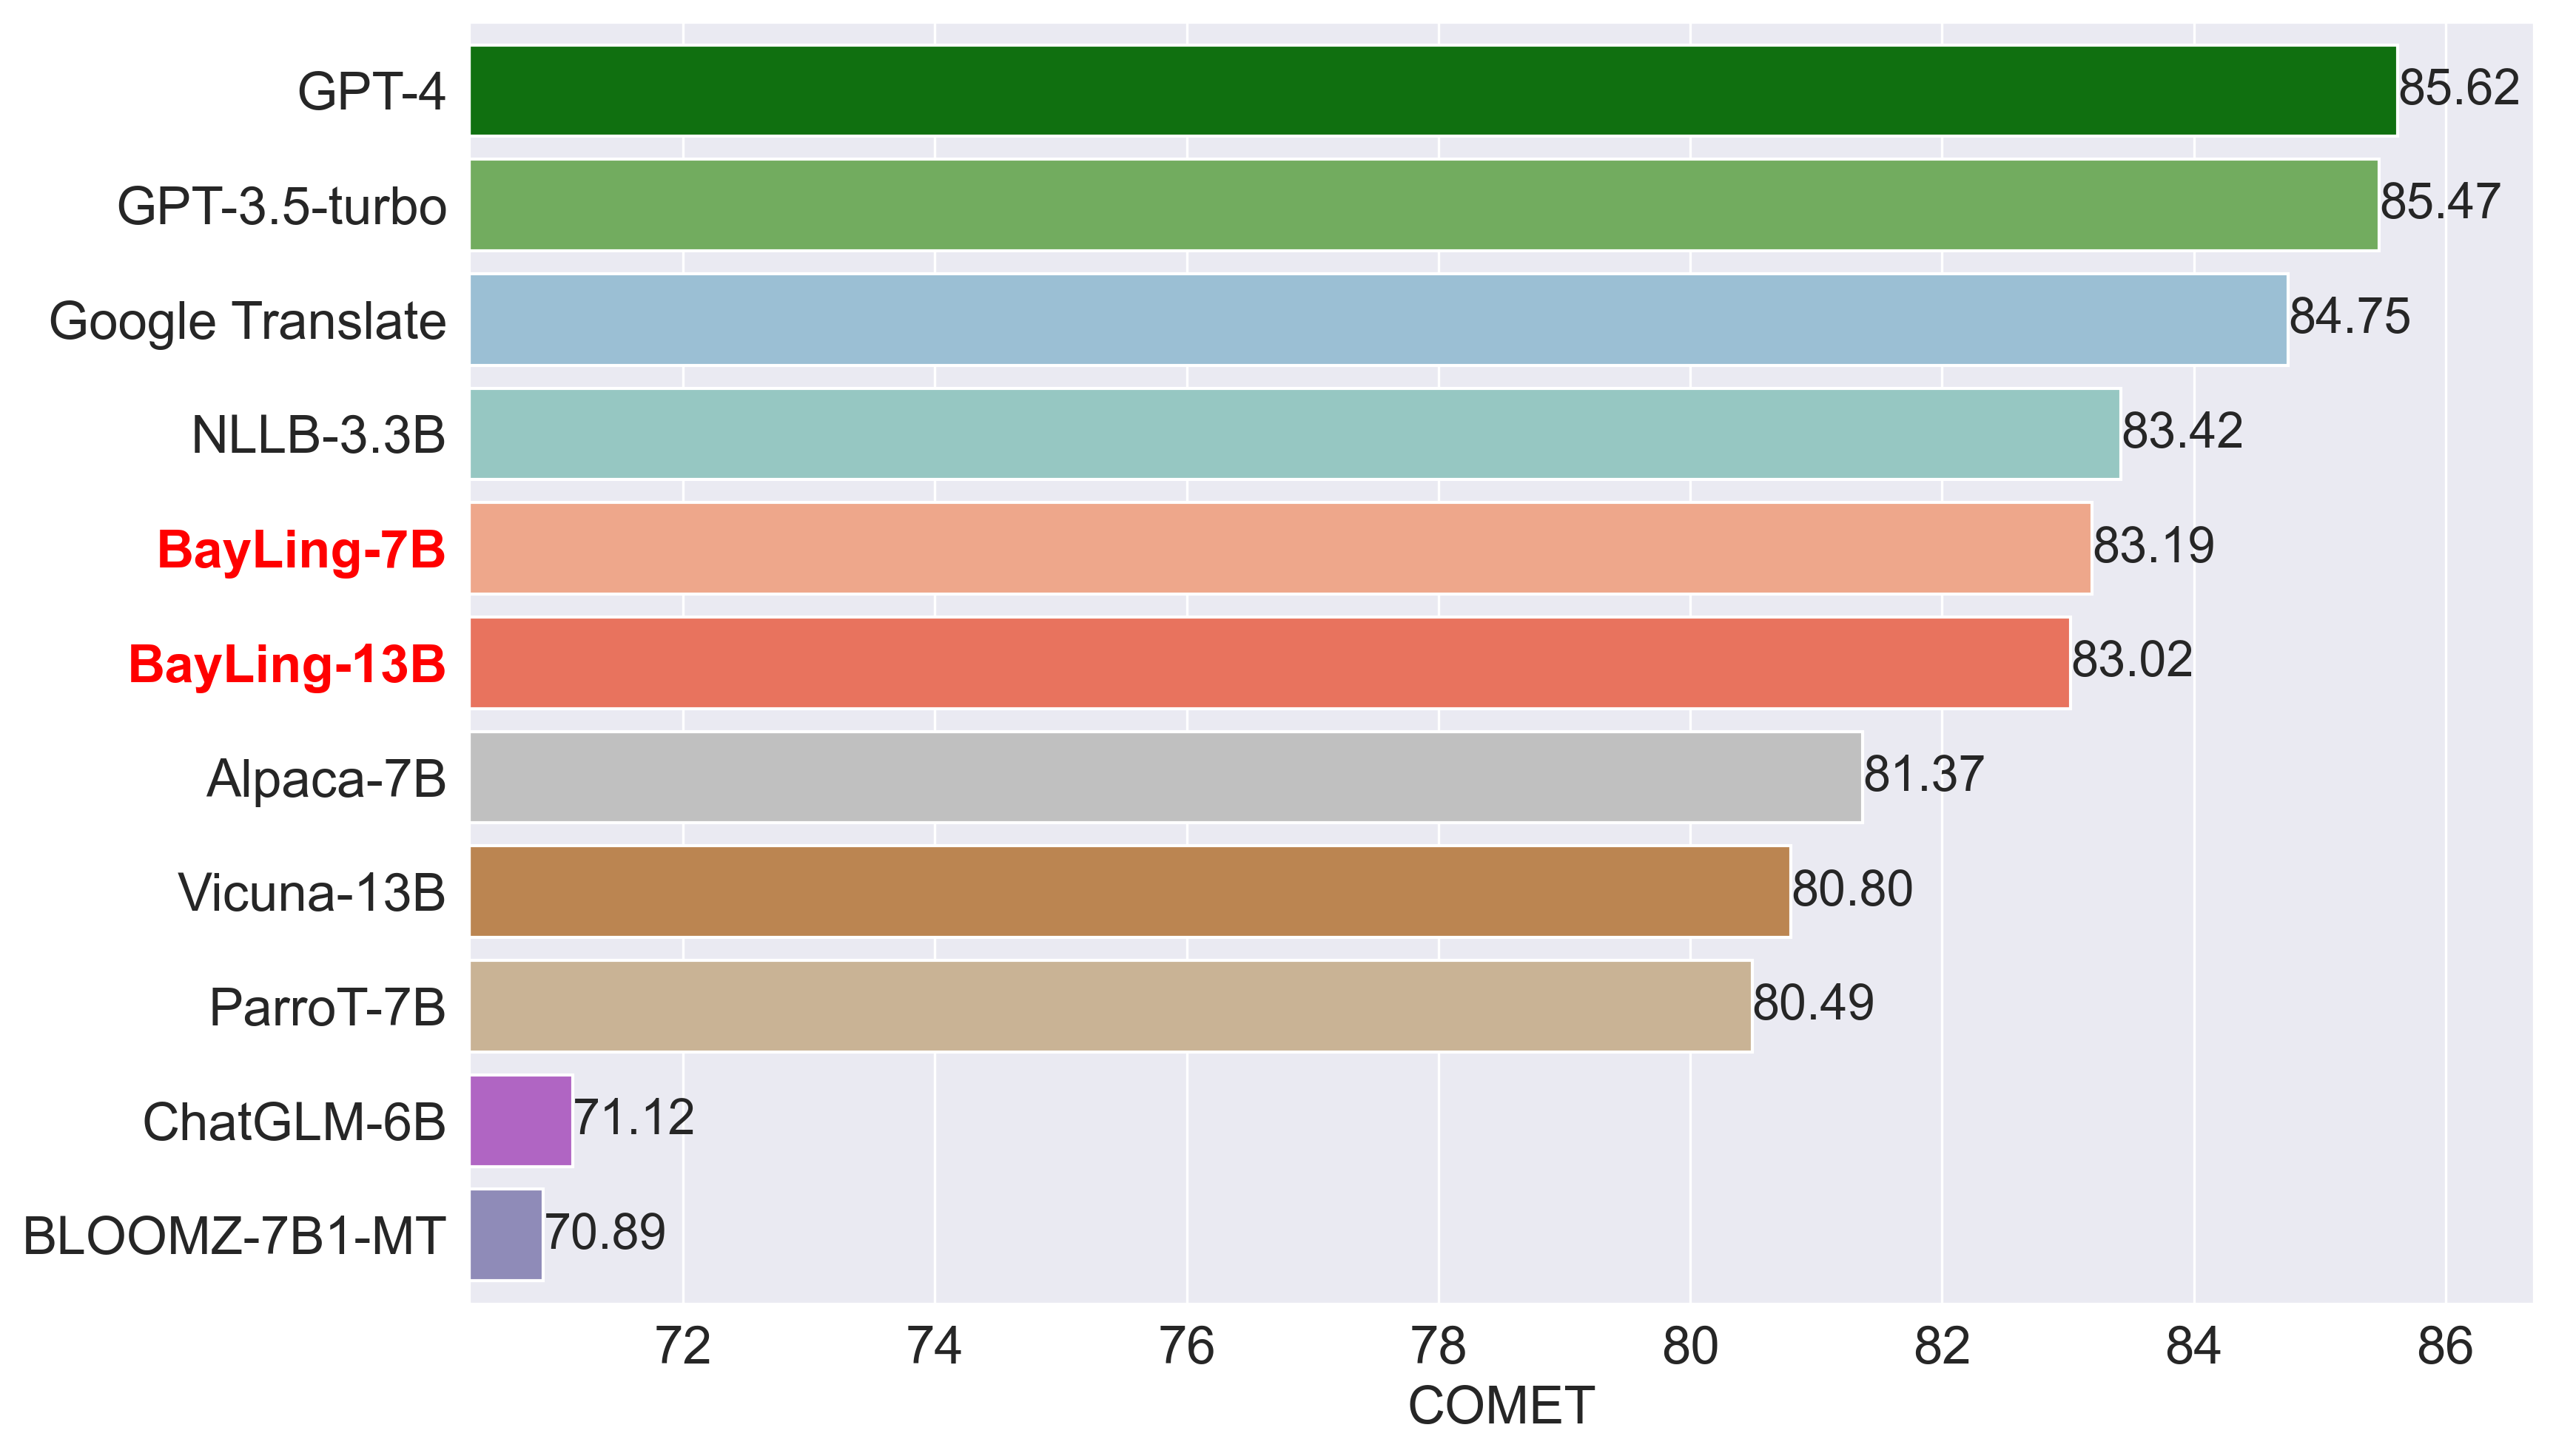 GPT-4 85.62
GPT-3.5-turbo 85.47
Google Translate 84.75
NLLB-3.3B 83.42
BayLing-7B 83.19
BayLing-13B 83.02
Alpaca-7B 81.37
Vicuna-13B 80.80
ParroT-7B 80.49
ChatGLM-6B 71.12
BLOOMZ-7B1-MT 70.89
72 74 76 78 80 82 84 86
COMET